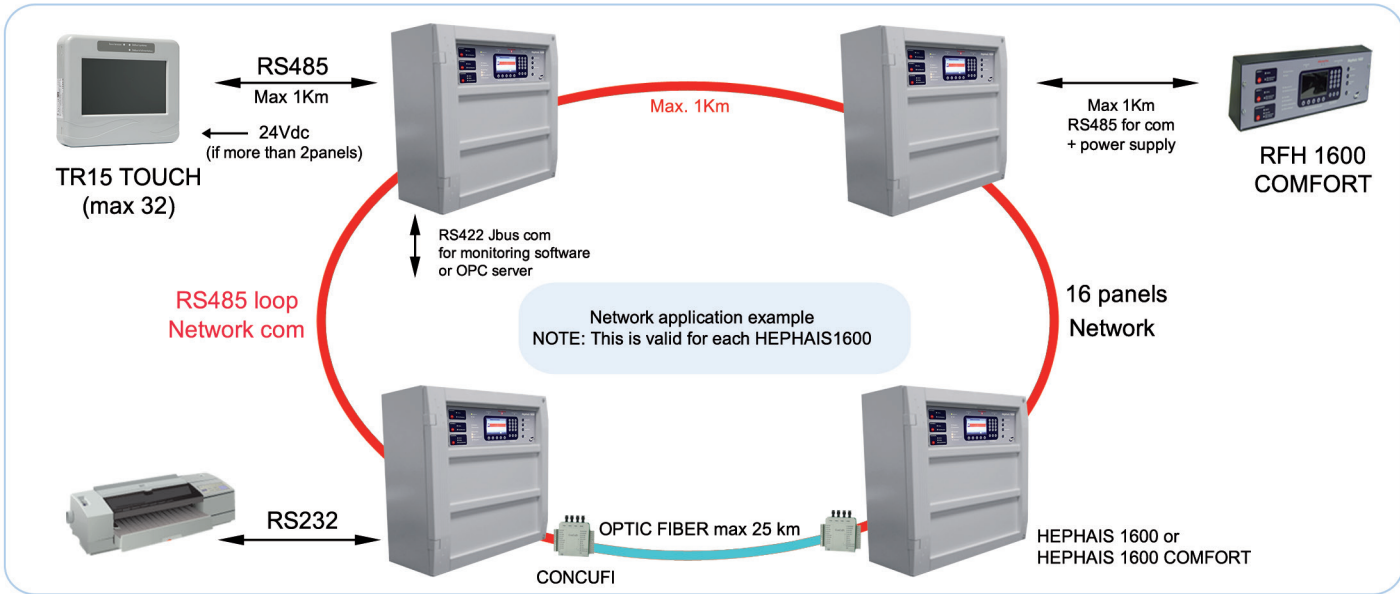 RS485
Max 1Km
24Vdc
(if more than 2panels)
TR15 TOUCH
(max 32)
Max. 1Km
Max 1Km
RS485 for com
+ power supply
RFH 1600
COMFORT
RS422 Jbus com
for monitoring software
or OPC server
RS485 loop
Network com
Network application example
NOTE: This is valid for each HEPHAIS1600
16 panels
Network
RS232
OPTIC FIBER max 25 km
CONCUFI
HEPHAIS 1600 or
HEPHAIS 1600 COMFORT